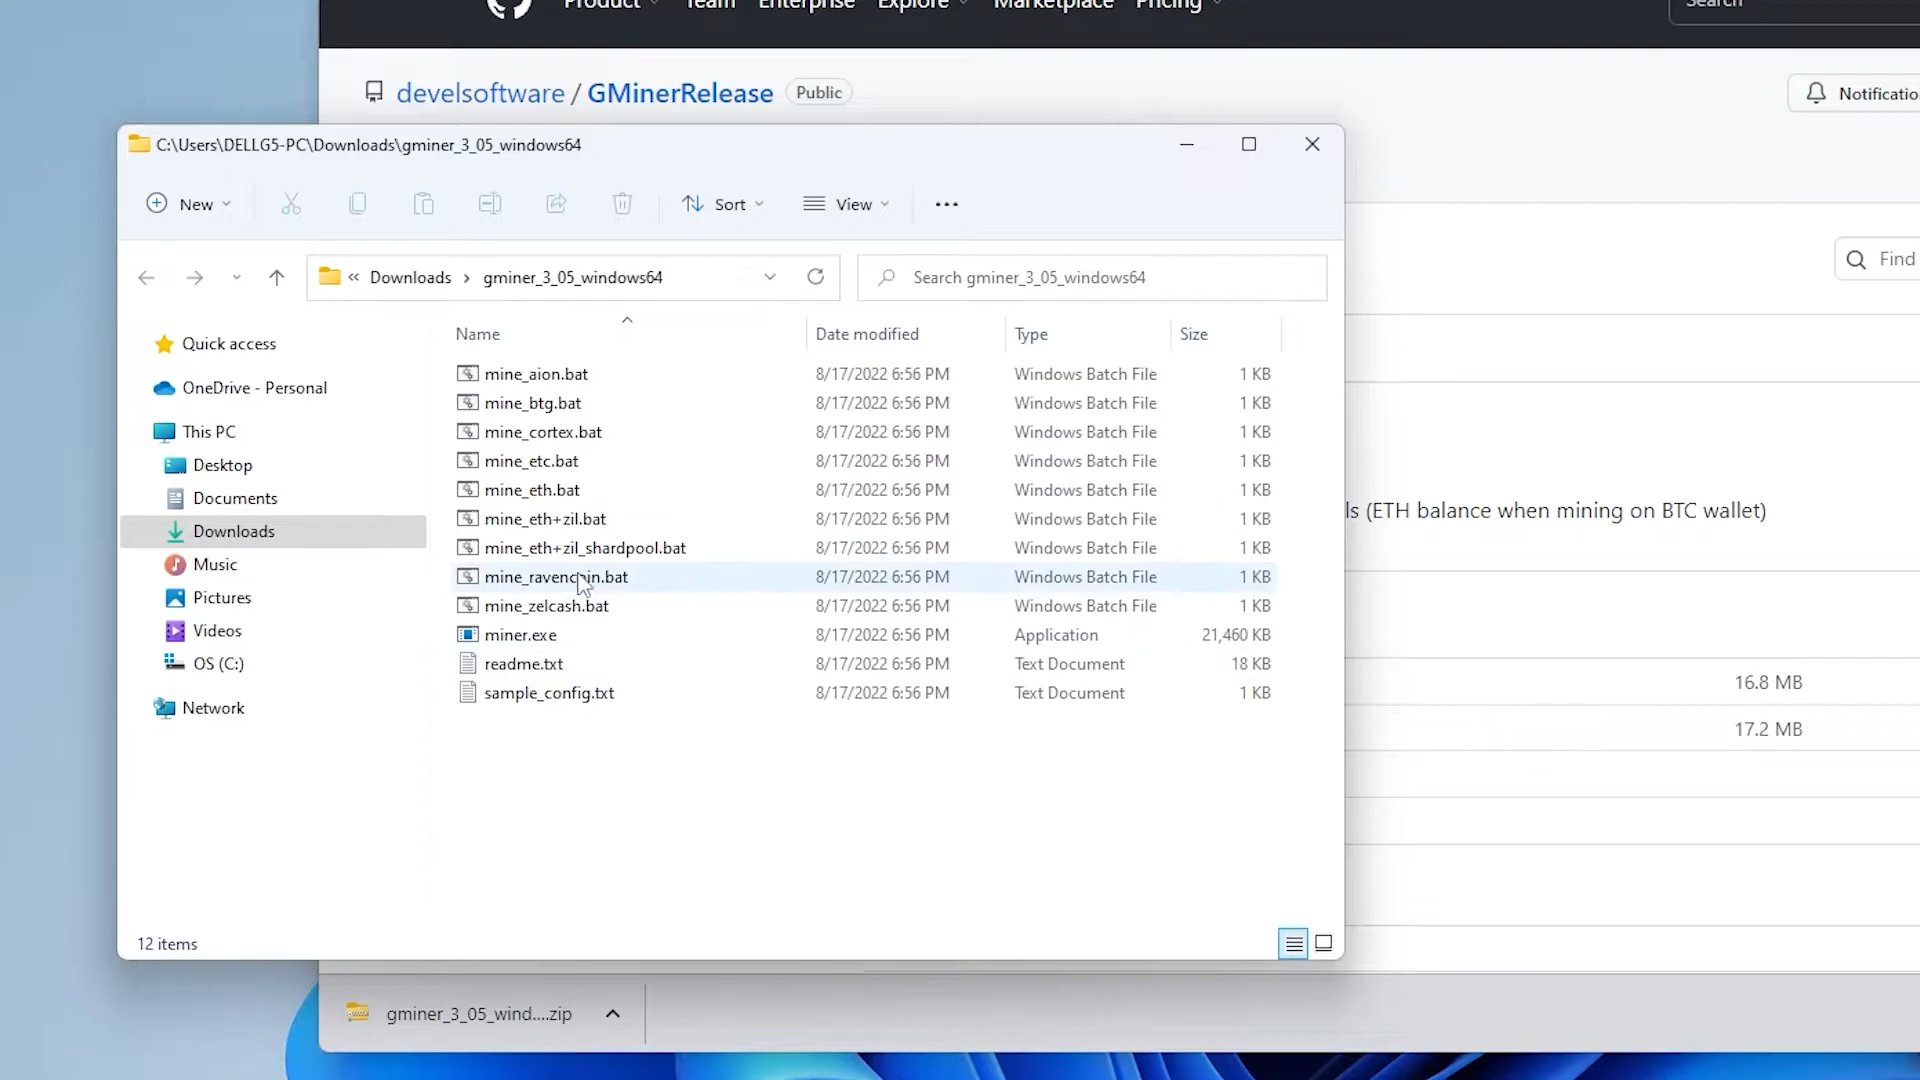 Product Team Enterprise Explore Marketplace Pricing
Search
develsoftware / GMinerRelease Public
Notificatio
C:\Users\DELLG5-PC\Downloads\gminer_3_05_windows64
New Sort View
« Downloads › gminer_3_05_windows64
Search gminer_3_05_windows64
Find
Name Date modified Type Size
Quick access
OneDrive - Personal
This PC
Desktop
Documents
Downloads
Music
Pictures
Videos
OS (C:)
Network
mine_aion.bat 8/17/2022 6:56 PM Windows Batch File 1 KB
mine_btg.bat 8/17/2022 6:56 PM Windows Batch File 1 KB
mine_cortex.bat 8/17/2022 6:56 PM Windows Batch File 1 KB
mine_etc.bat 8/17/2022 6:56 PM Windows Batch File 1 KB
mine_eth.bat 8/17/2022 6:56 PM Windows Batch File 1 KB
mine_eth+zil.bat 8/17/2022 6:56 PM Windows Batch File 1 KB
mine_eth+zil_shardpool.bat 8/17/2022 6:56 PM Windows Batch File 1 KB
mine_ravencoin.bat 8/17/2022 6:56 PM Windows Batch File 1 KB
mine_zelcash.bat 8/17/2022 6:56 PM Windows Batch File 1 KB
miner.exe 8/17/2022 6:56 PM Application 21,460 KB
readme.txt 8/17/2022 6:56 PM Text Document 18 KB
sample_config.txt 8/17/2022 6:56 PM Text Document 1 KB
ls (ETH balance when mining on BTC wallet)
16.8 MB
17.2 MB
12 items
gminer_3_05_wind....zip